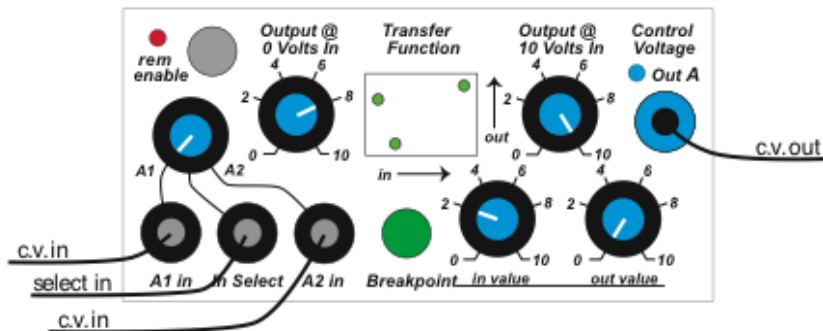 Output @
0 Volts In
Transfer
Function
Output @
10 Volts In
Control
Voltage
rem
enable
Out A
4 6
2 8
0 10
out
4 6
2 8
0 10
c.v.out
A1 A2
in
4 6
2 8
0 10
4 6
2 8
0 10
c.v.in
select in
A1 in In Select A2 in Breakpoint in value out value
c.v.in